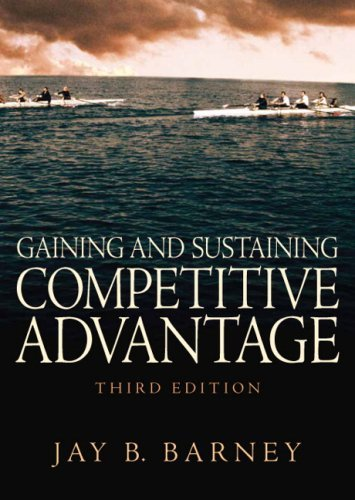 GAINING AND SUSTAINING
COMPETITIVE
ADVANTAGE
THIRD EDITION
JAY B. BARNEY